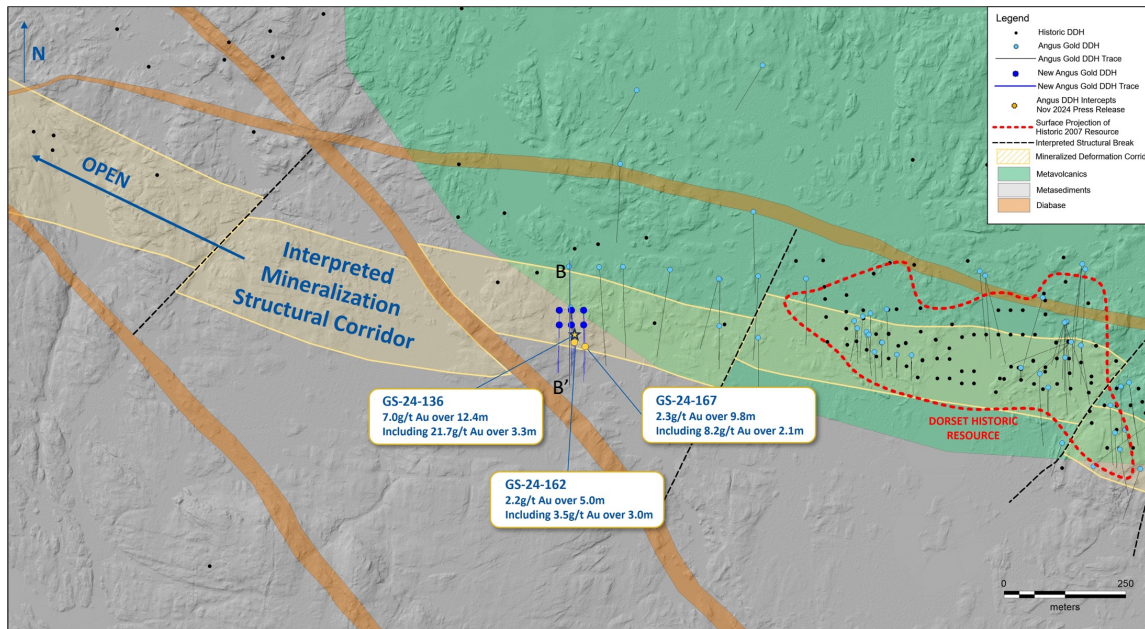 N
OPEN
Interpreted
Mineralization
Structural Corridor
B
B’
GS-24-136
7.0g/t Au over 12.4m
Including 21.7g/t Au over 3.3m
GS-24-167
2.3g/t Au over 9.8m
Including 8.2g/t Au over 2.1m
GS-24-162
2.2g/t Au over 5.0m
Including 3.5g/t Au over 3.0m
DORSET HISTORIC
RESOURCE
Legend
Historic DDH
Angus Gold DDH
Angus Gold DDH Trace
New Angus Gold DDH
New Angus Gold DDH Trace
Angus DDH Intercepts
Nov 2024 Press Release
Surface Projection of
Historic 2007 Resource
Interpreted Structural Break
Mineralized Deformation Corrid
Metavolcanics
Metasediments
Diabase
0 250
meters